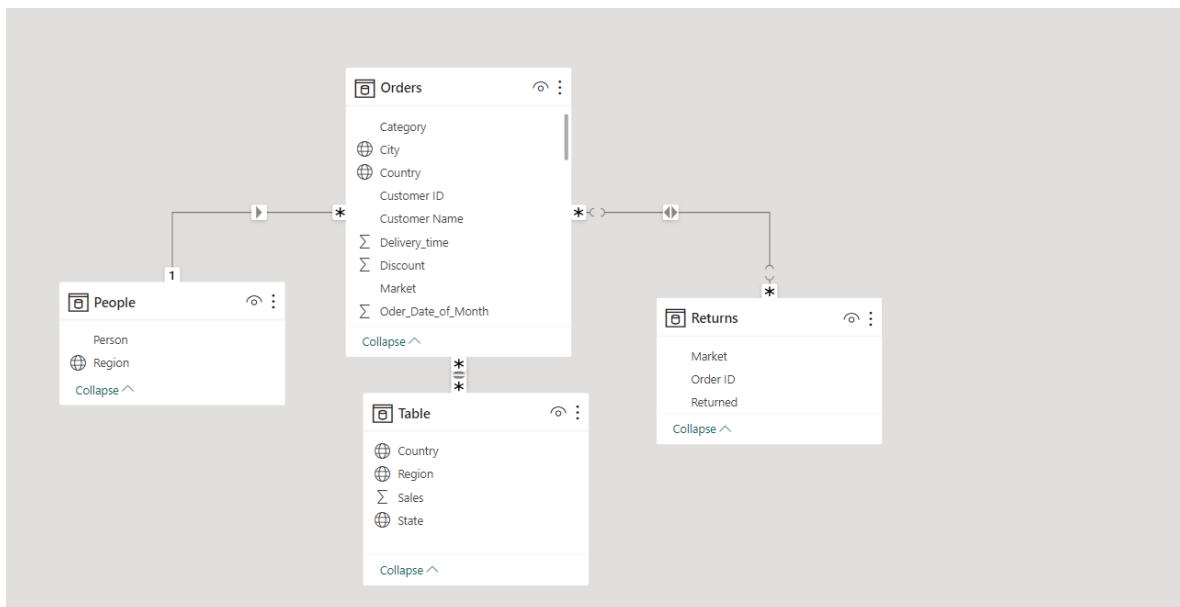 Orders
Category
City
Country
Customer ID
Customer Name
Delivery_time
Discount
Market
Oder_Date_of_Month
Collapse
*
*
1
People
Person
Region
Collapse
*
*
*
Table
Country
Region
Sales
State
Collapse
Returns
Market
Order ID
Returned
Collapse